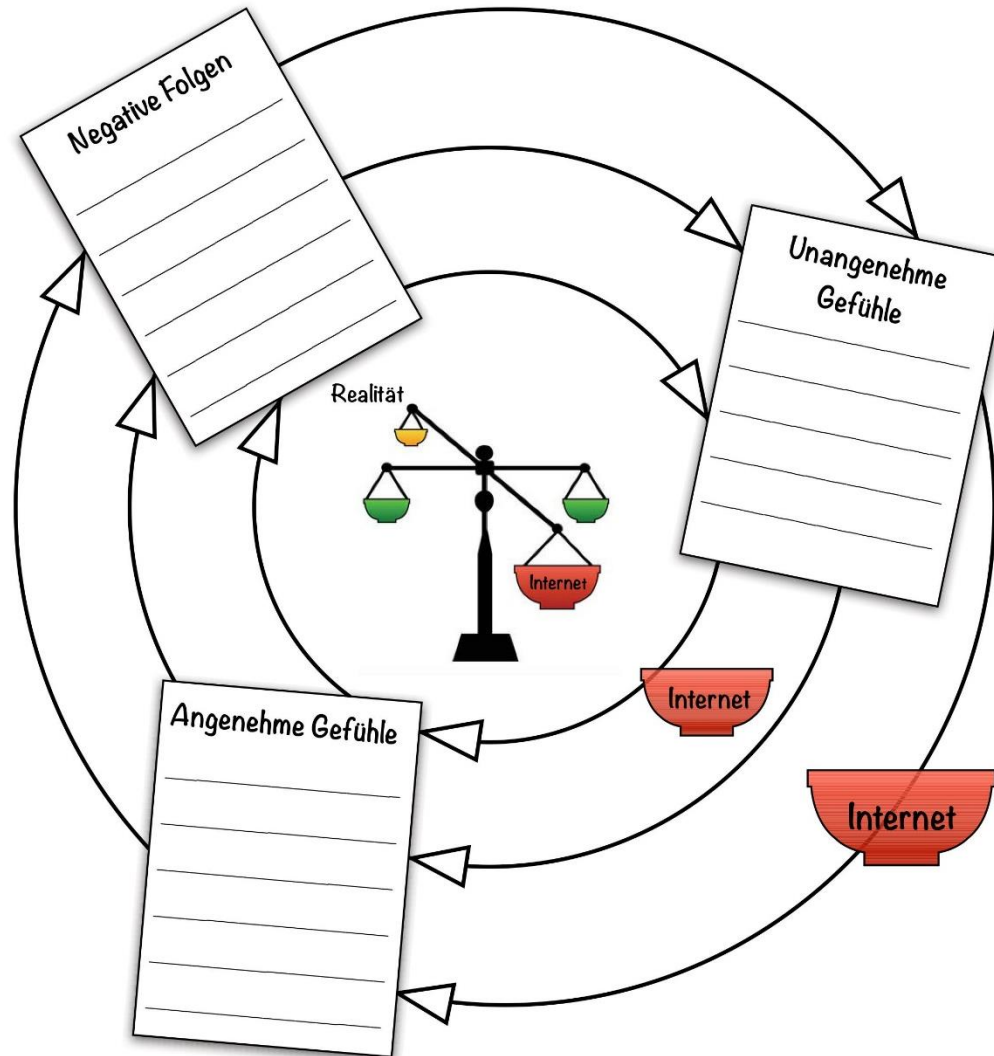 Negative Folgen
Unangenehme
Gefühle
Realität
Internet
Angenehme Gefühle
Internet
Internet